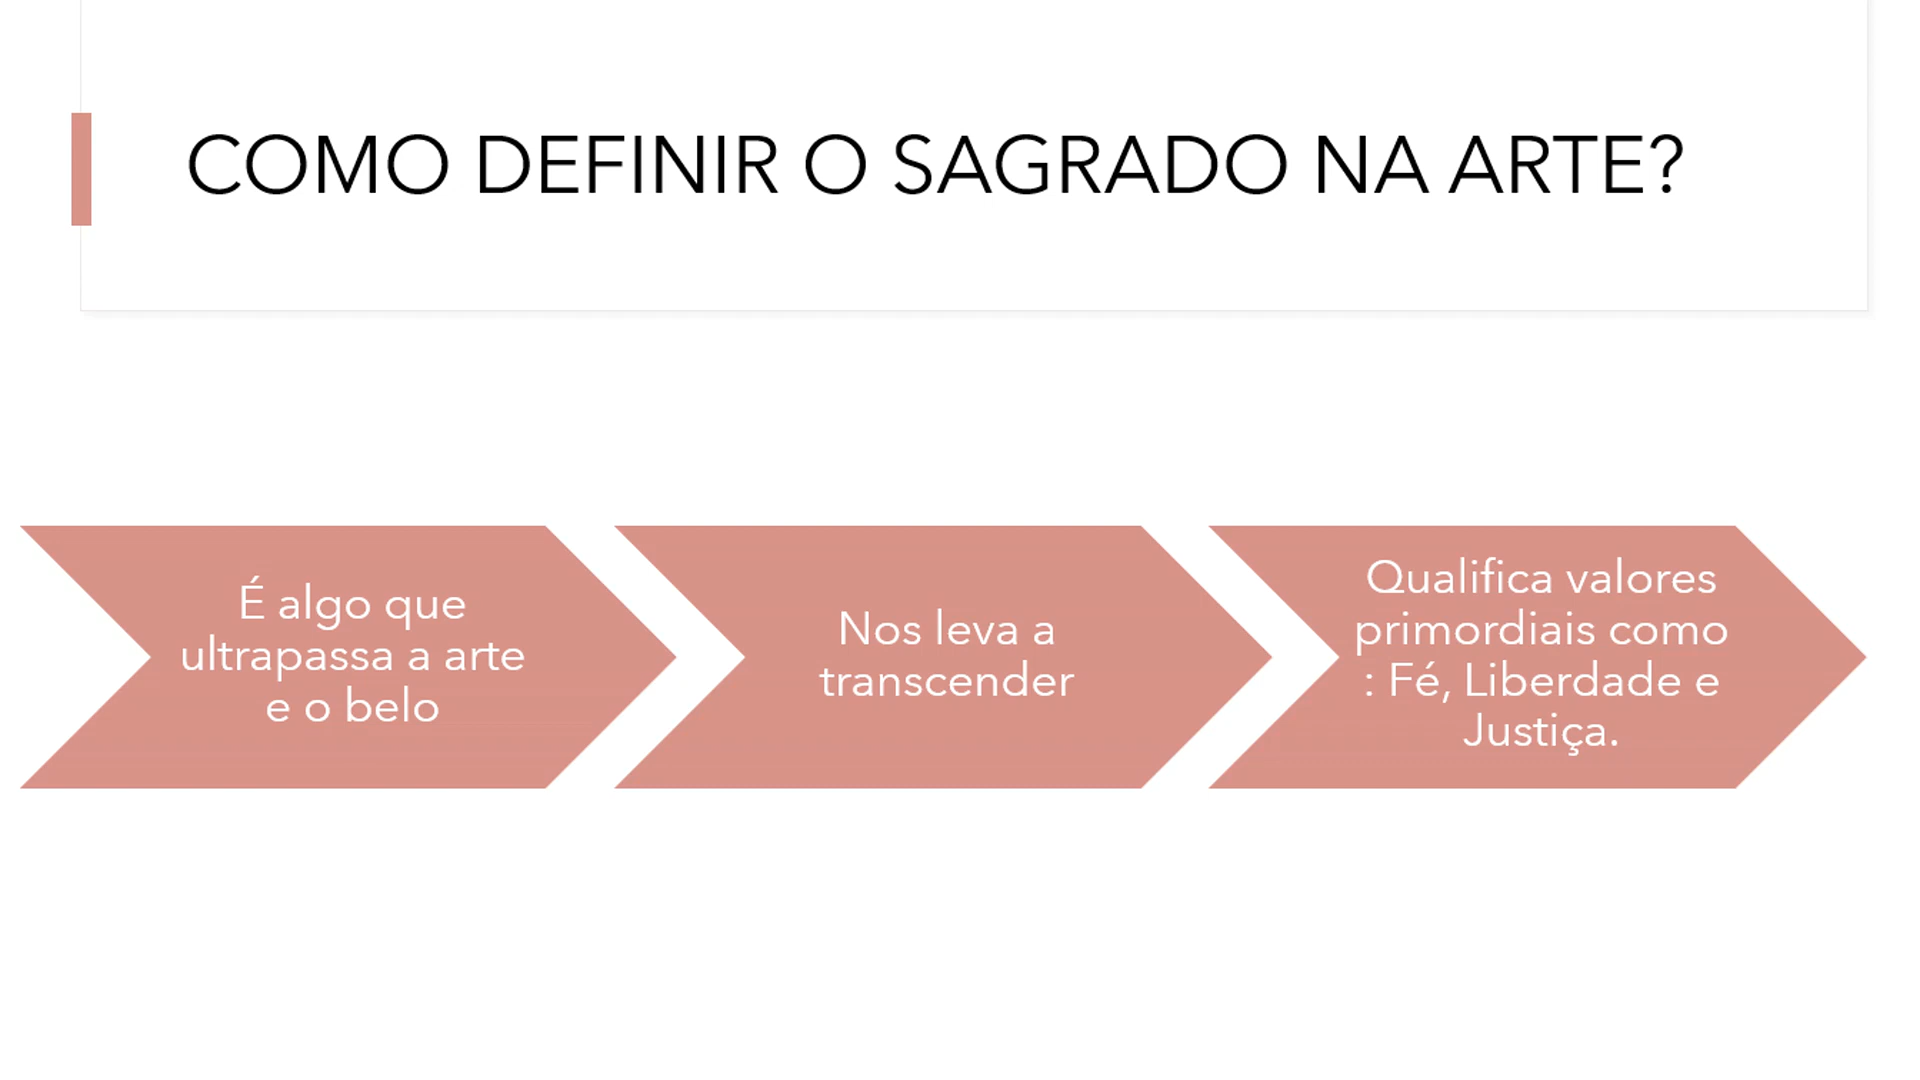 COMO DEFINIR O SAGRADO NA ARTE?
É algo que
ultrapassa a arte
e o belo
Nos leva a
transcender
Qualifica valores
primordiais como
: Fé, Liberdade e
Justiça.